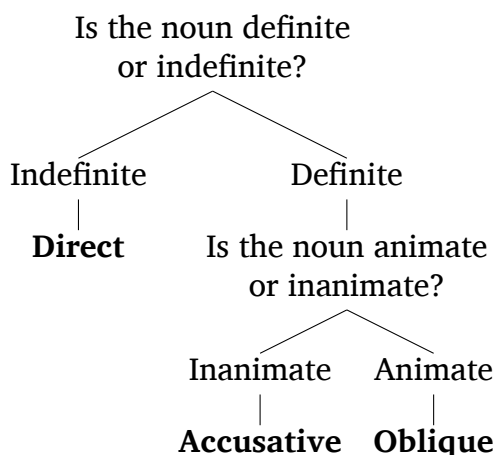 Is the noun definite
or indefinite?
Indefinite Definite
Direct Is the noun animate
or inanimate?
Inanimate Animate
Accusative Oblique